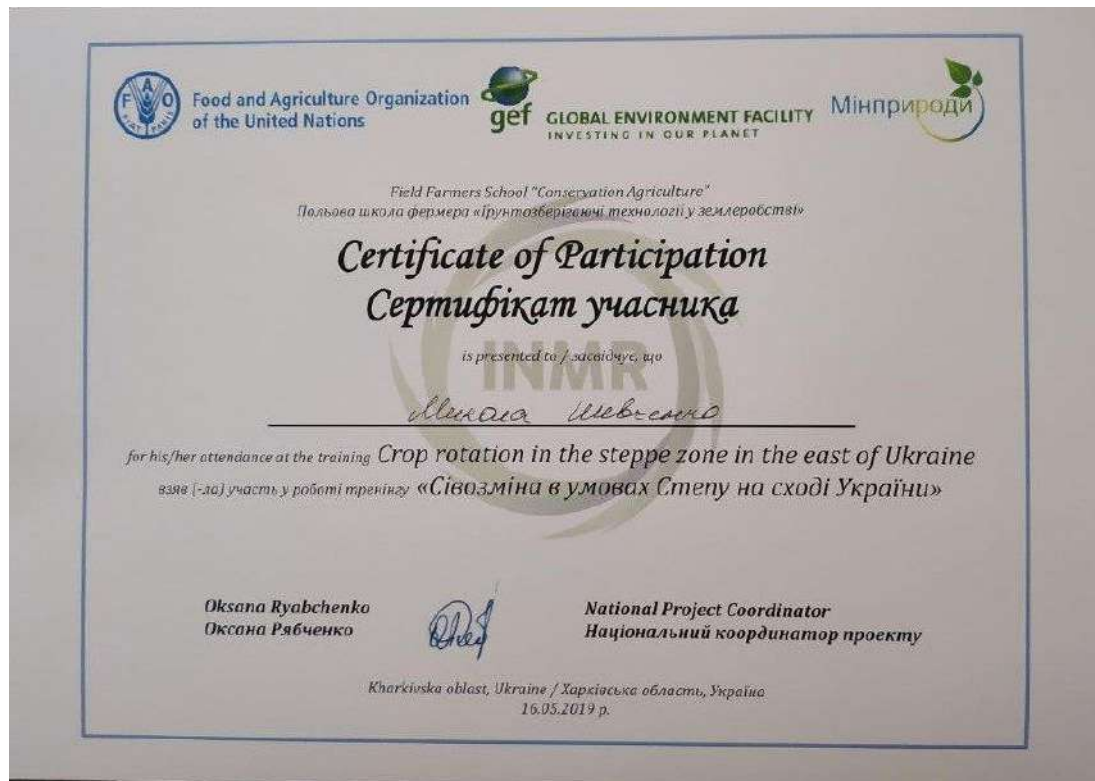 FAO
FIAT PANIS
Food and Agriculture Organization
of the United Nations
gef
GLOBAL ENVIRONMENT FACILITY
INVESTING IN OUR PLANET
Мінприроди
Field Farmers School "Conservation Agriculture"
Польова школа фермера «Ґрунтозберігаючі технології у землеробстві»
Certificate of Participation
Сертифікат учасника
is presented to / засвідчує, що
INMR
Микола Шевченко
for his/her attendance at the training Crop rotation in the steppe zone in the east of Ukraine
взяв (-ла) участь у роботі тренінгу «Сівозміна в умовах Степу на сході України»
Oksana Ryabchenko
Оксана Рябченко
National Project Coordinator
Національний координатор проекту
Kharkivska oblast, Ukraine / Харківська область, Україна
16.05.2019 р.